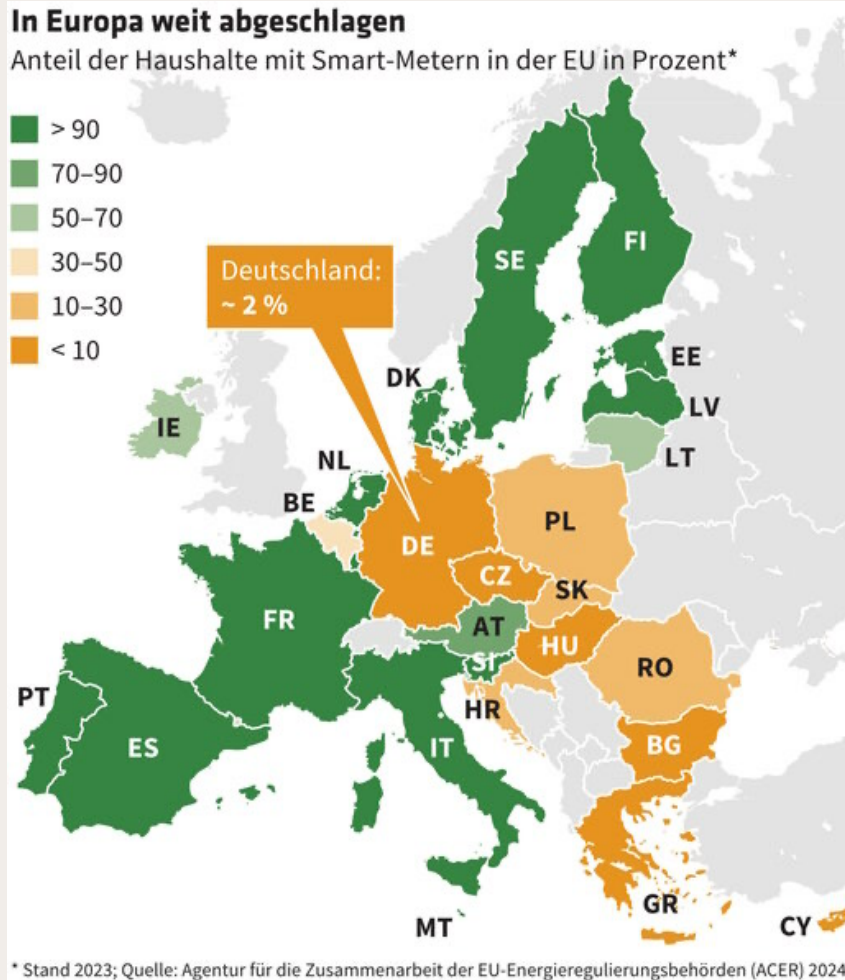 In Europa weit abgeschlagen
Anteil der Haushalte mit Smart-Metern in der EU in Prozent*
> 90
70–90
50–70
30–50
10–30
< 10
Deutschland:
~ 2 %
SE
FI
EE
DK
LV
IE
LT
NL
BE
PL
DE
CZ
SK
FR
AT
HU
SI
RO
PT
HR
ES
IT
BG
GR
MT
CY
* Stand 2023; Quelle: Agentur für die Zusammenarbeit der EU-Energieregulierungsbehörden (ACER) 2024